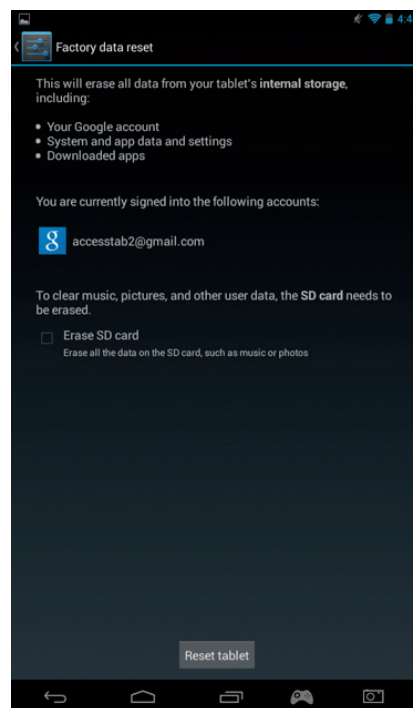 4:4
Factory data reset
This will erase all data from your tablet's internal storage,
including:
• Your Google account
• System and app data and settings
• Downloaded apps
You are currently signed into the following accounts:
g accesstab2@gmail.com
To clear music, pictures, and other user data, the SD card needs to
be erased.
Erase SD card
Erase all the data on the SD card, such as music or photos
Reset tablet